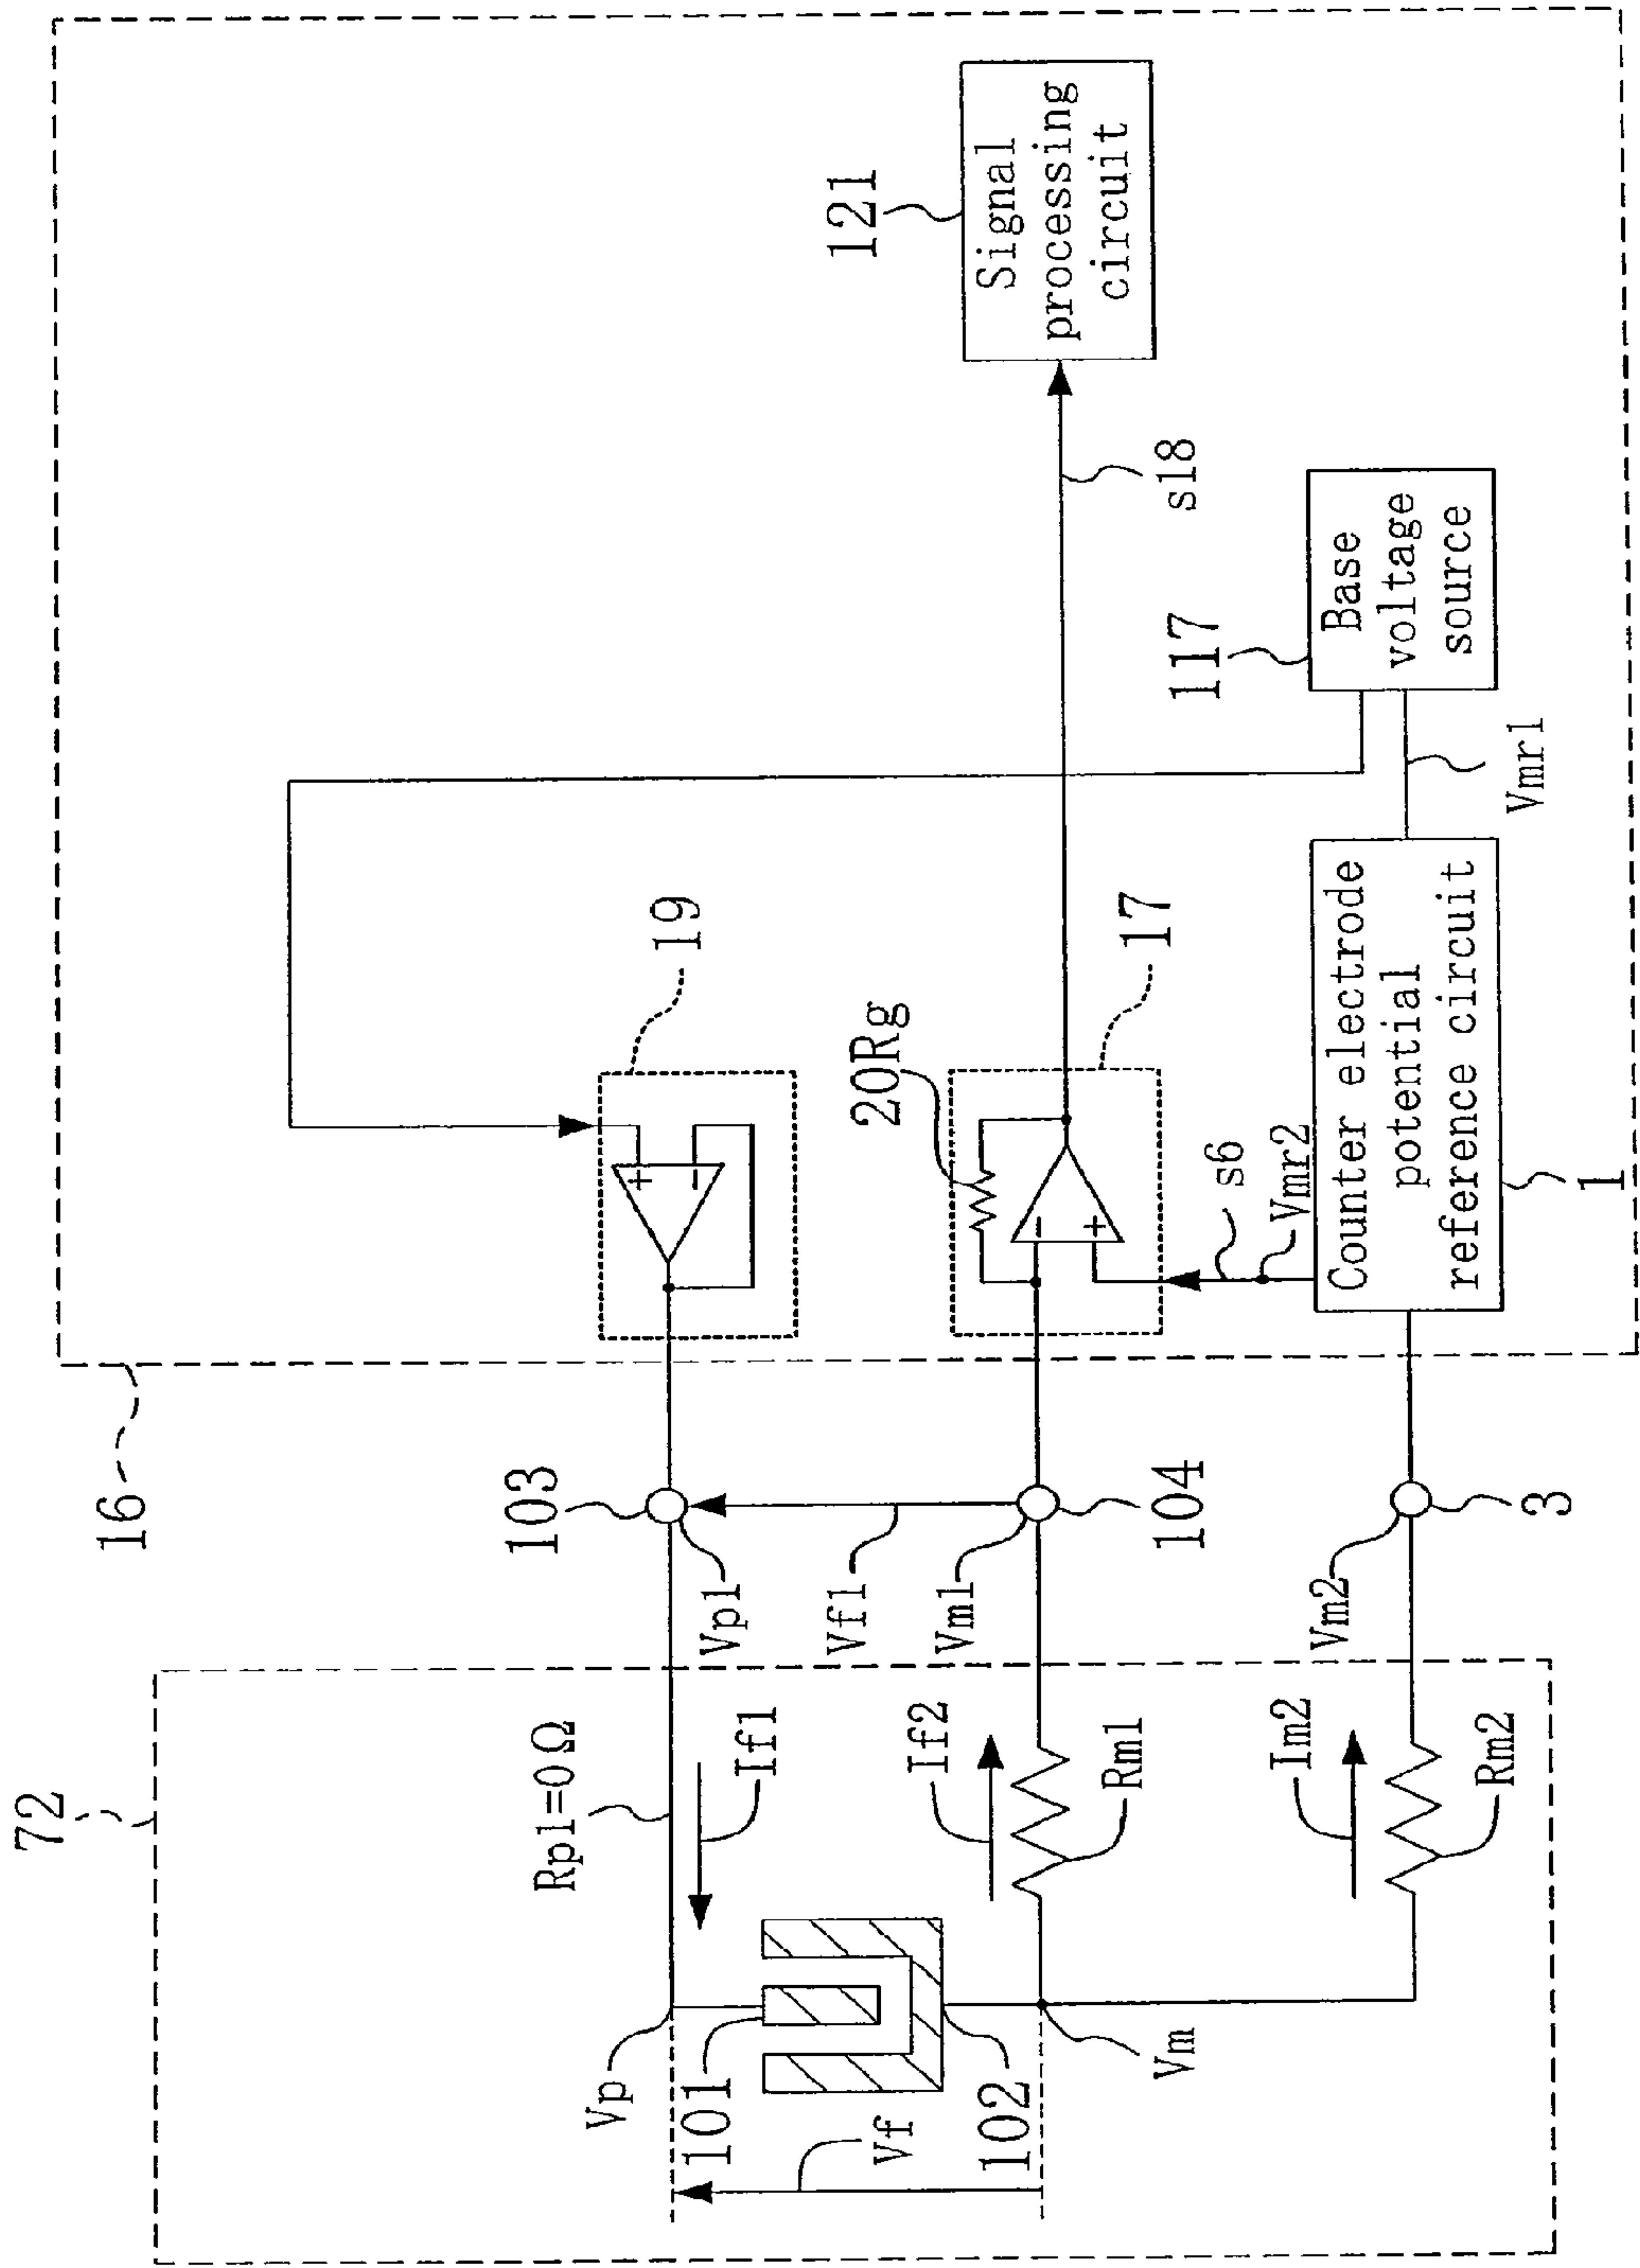 72
16
Rp1=0Ω
103
19
Vp
Vp1
If1
101
Vf
Vf1
121
Signal
processing
circuit
20Rg
If2
Vm1
17
s18
102
Rm1
104
Vm
s6
Vmr2
117
Base
voltage
source
Im2
Vm2
Counter electrode
potential
reference circuit
Vmr1
Rm2
3
1